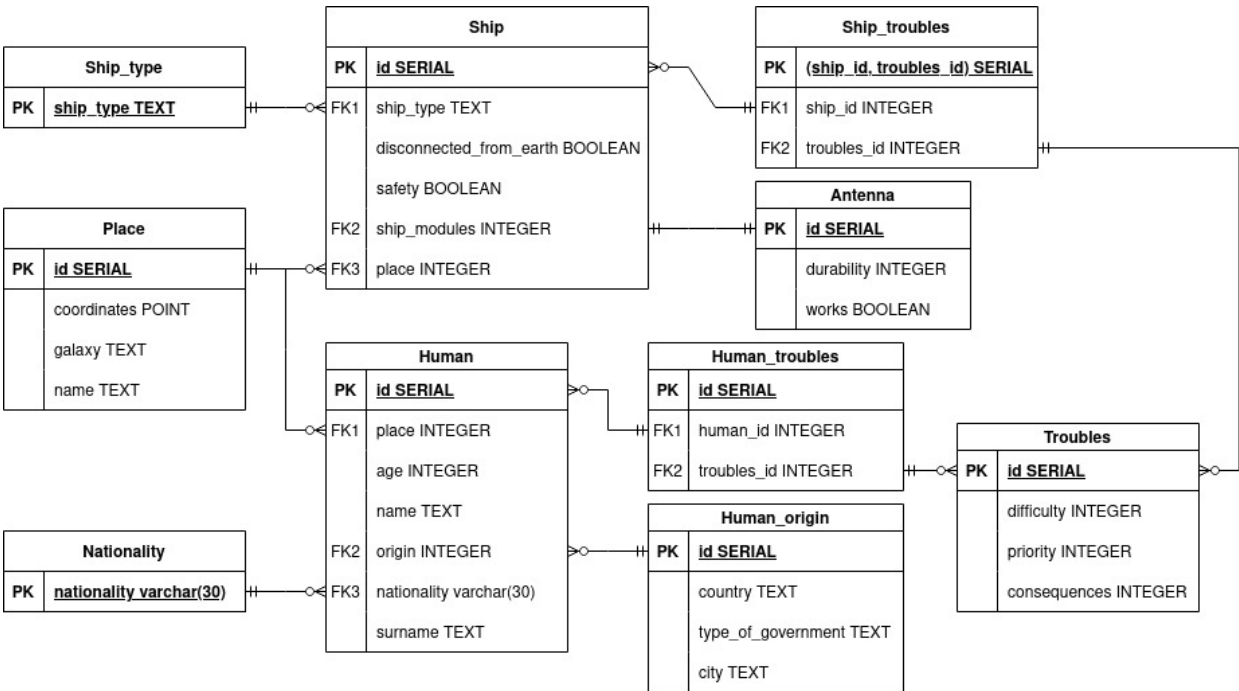 Ship_type
PK ship_type TEXT
Place
PK id SERIAL
coordinates POINT
galaxy TEXT
name TEXT
Nationality
PK nationality varchar(30)
Ship
PK id SERIAL
FK1 ship_type TEXT
disconnected_from_earth BOOLEAN
safety BOOLEAN
FK2 ship_modules INTEGER
FK3 place INTEGER
Human
PK id SERIAL
FK1 place INTEGER
age INTEGER
name TEXT
FK2 origin INTEGER
FK3 nationality varchar(30)
surname TEXT
Ship_troubles
PK (ship_id, troubles_id) SERIAL
FK1 ship_id INTEGER
FK2 troubles_id INTEGER
Antenna
PK id SERIAL
durability INTEGER
works BOOLEAN
Human_troubles
PK id SERIAL
FK1 human_id INTEGER
FK2 troubles_id INTEGER
Human_origin
PK id SERIAL
country TEXT
type_of_government TEXT
city TEXT
Troubles
PK id SERIAL
difficulty INTEGER
priority INTEGER
consequences INTEGER